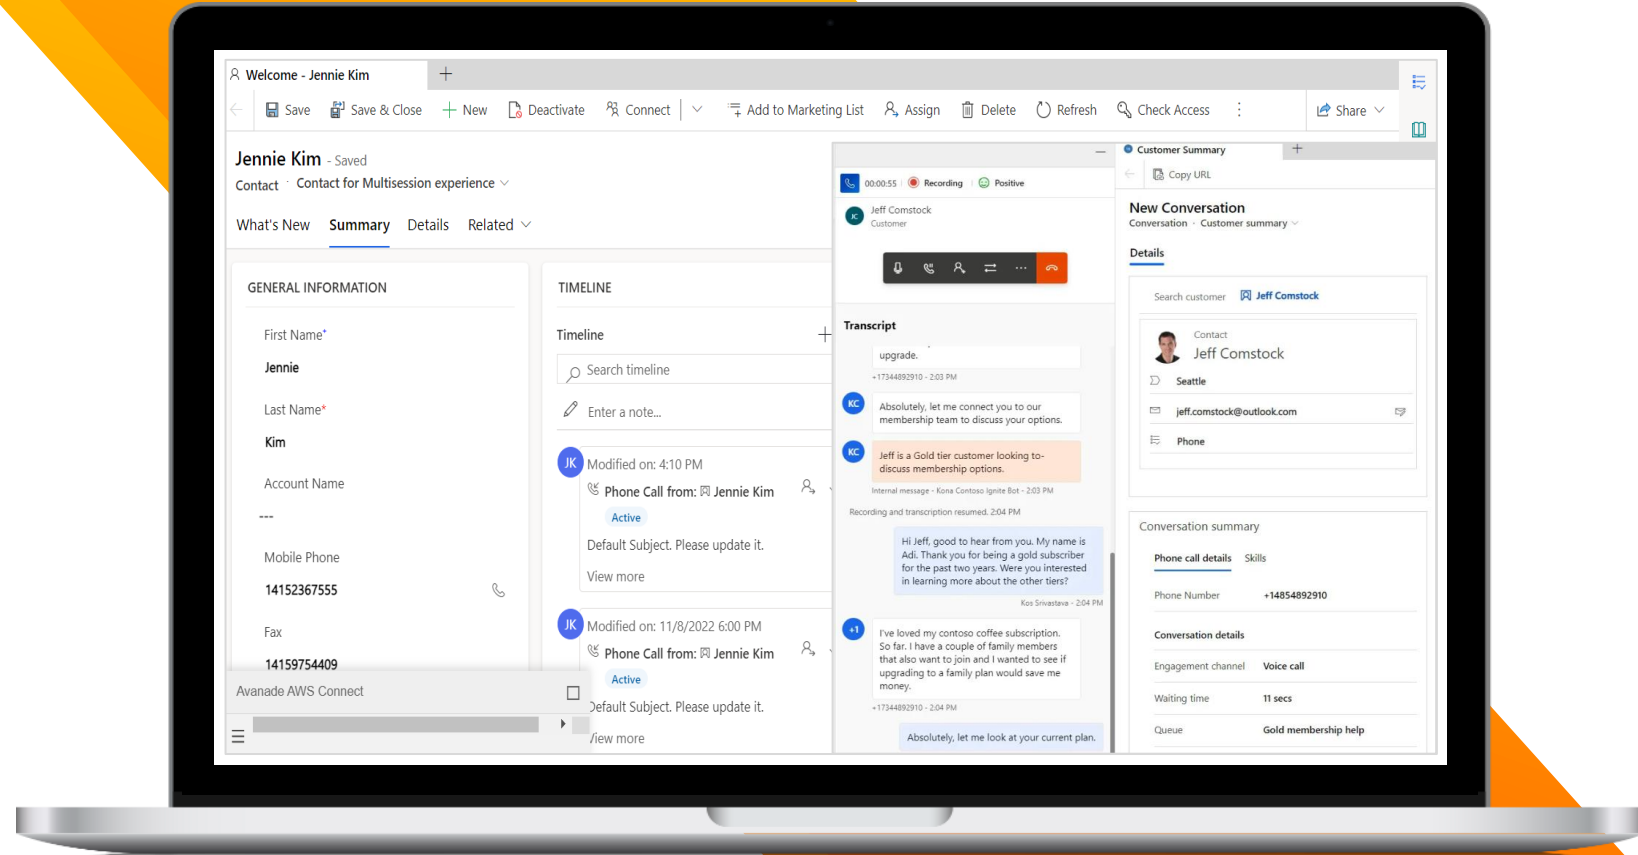 Welcome - Jennie Kim
Save
Save & Close
New
Deactivate
Connect
Add to Marketing List
Assign
Delete
Refresh
Check Access
Share
Jennie Kim - Saved
Contact · Contact for Multisession experience
What's New
Summary
Details
Related
GENERAL INFORMATION
First Name*
Jennie
Last Name*
Kim
Account Name
---
Mobile Phone
14152367555
Fax
14159754409
Avanade AWS Connect
TIMELINE
Timeline
Search timeline
Enter a note...
JK
Modified on: 4:10 PM
Phone Call from: Jennie Kim
Active
Default Subject. Please update it.
View more
JK
Modified on: 11/8/2022 6:00 PM
Phone Call from: Jennie Kim
Active
Default Subject. Please update it.
View more
00:00:55
Recording
Positive
JC
Jeff Comstock
Customer
Transcript
upgrade.
+17344892910 - 2:03 PM
KC
Absolutely, let me connect you to our
membership team to discuss your options.
KC
Jeff is a Gold tier customer looking to-
discuss membership options.
Internal message - Kona Contoso Ignite Bot - 2:03 PM
Recording and transcription resumed. 2:04 PM
Hi Jeff, good to hear from you. My name is
Adi. Thank you for being a gold subscriber
for the past two years. Were you interested
in learning more about the other tiers?
Kos Srivastava - 2:04 PM
+1
I've loved my contoso coffee subscription.
So far. I have a couple of family members
that also want to join and I wanted to see if
upgrading to a family plan would save me
money.
+17344892910 - 2:04 PM
Absolutely, let me look at your current plan.
Customer Summary
Copy URL
New Conversation
Conversation · Customer summary
Details
Search customer
Jeff Comstock
Contact
Jeff Comstock
Seattle
jeff.comstock@outlook.com
Phone
Conversation summary
Phone call details
Skills
Phone Number
+14854892910
Conversation details
Engagement channel
Voice call
Waiting time
11 secs
Queue
Gold membership help